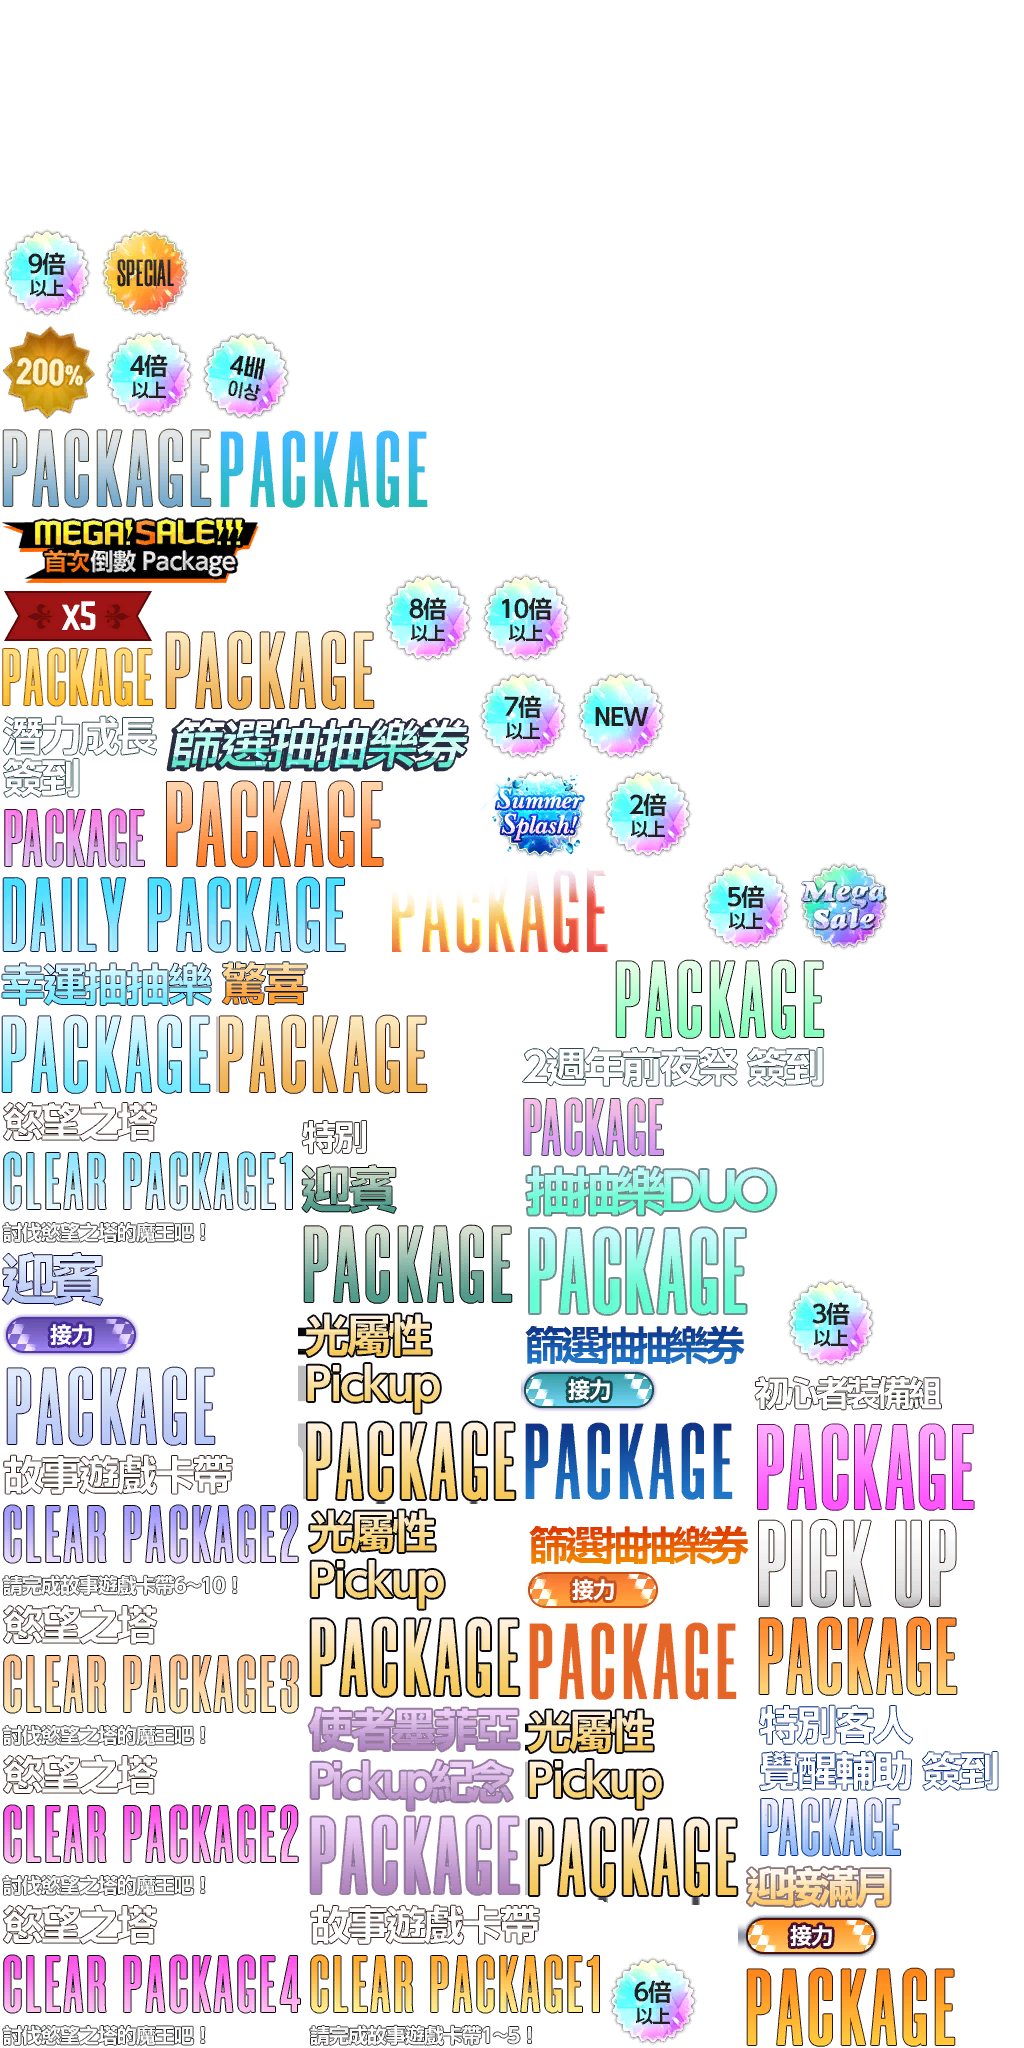 9倍
以上
SPECIAL
200%
4倍
以上
4배
이상
PACKAGE
PACKAGE
MEGA!SALE!!!
首次倒數 Package
X5
PACKAGE
PACKAGE
8倍
以上
10倍
以上
潛力成長
簽到
篩選抽抽樂券
7倍
以上
NEW
PACKAGE
PACKAGE
Summer
Splash!
2倍
以上
DAILY PACKAGE
PACKAGE
5倍
以上
Mega
Sale
幸運抽抽樂 驚喜
PACKAGE
PACKAGE
PACKAGE
2週年前夜祭 簽到
PACKAGE
慾望之塔
CLEAR PACKAGE1
討伐慾望之塔的魔王吧！
特別
迎賓
PACKAGE
抽抽樂DUO
PACKAGE
迎賓
接力
PACKAGE
光屬性
Pickup
PACKAGE
篩選抽抽樂券
接力
PACKAGE
3倍
以上
初心者裝備組
PACKAGE
故事遊戲卡帶
CLEAR PACKAGE2
請完成故事遊戲卡帶6~10！
光屬性
Pickup
PACKAGE
篩選抽抽樂券
接力
PACKAGE
PICK UP
PACKAGE
慾望之塔
CLEAR PACKAGE3
討伐慾望之塔的魔王吧！
使者墨菲亞
Pickup紀念
PACKAGE
光屬性
Pickup
PACKAGE
特別客人
覺醒輔助 簽到
PACKAGE
慾望之塔
CLEAR PACKAGE2
討伐慾望之塔的魔王吧！
迎接滿月
接力
PACKAGE
慾望之塔
CLEAR PACKAGE4
討伐慾望之塔的魔王吧！
故事遊戲卡帶
CLEAR PACKAGE1
請完成故事遊戲卡帶1~5！
6倍
以上